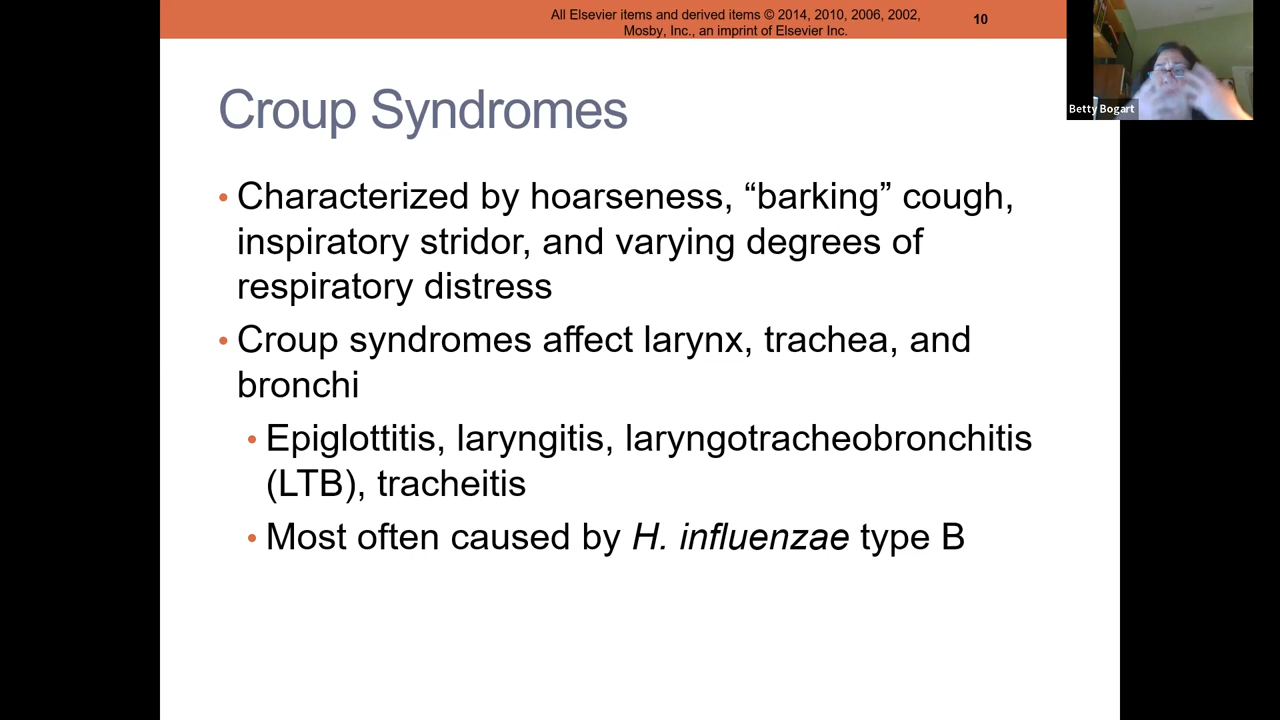 All Elsevier items and derived items © 2014, 2010, 2006, 2002,
Mosby, Inc., an imprint of Elsevier Inc.
10
Betty Bogart
Croup Syndromes
• Characterized by hoarseness, “barking” cough,
inspiratory stridor, and varying degrees of
respiratory distress
• Croup syndromes affect larynx, trachea, and
bronchi
• Epiglottitis, laryngitis, laryngotracheobronchitis
(LTB), tracheitis
• Most often caused by H. influenzae type B